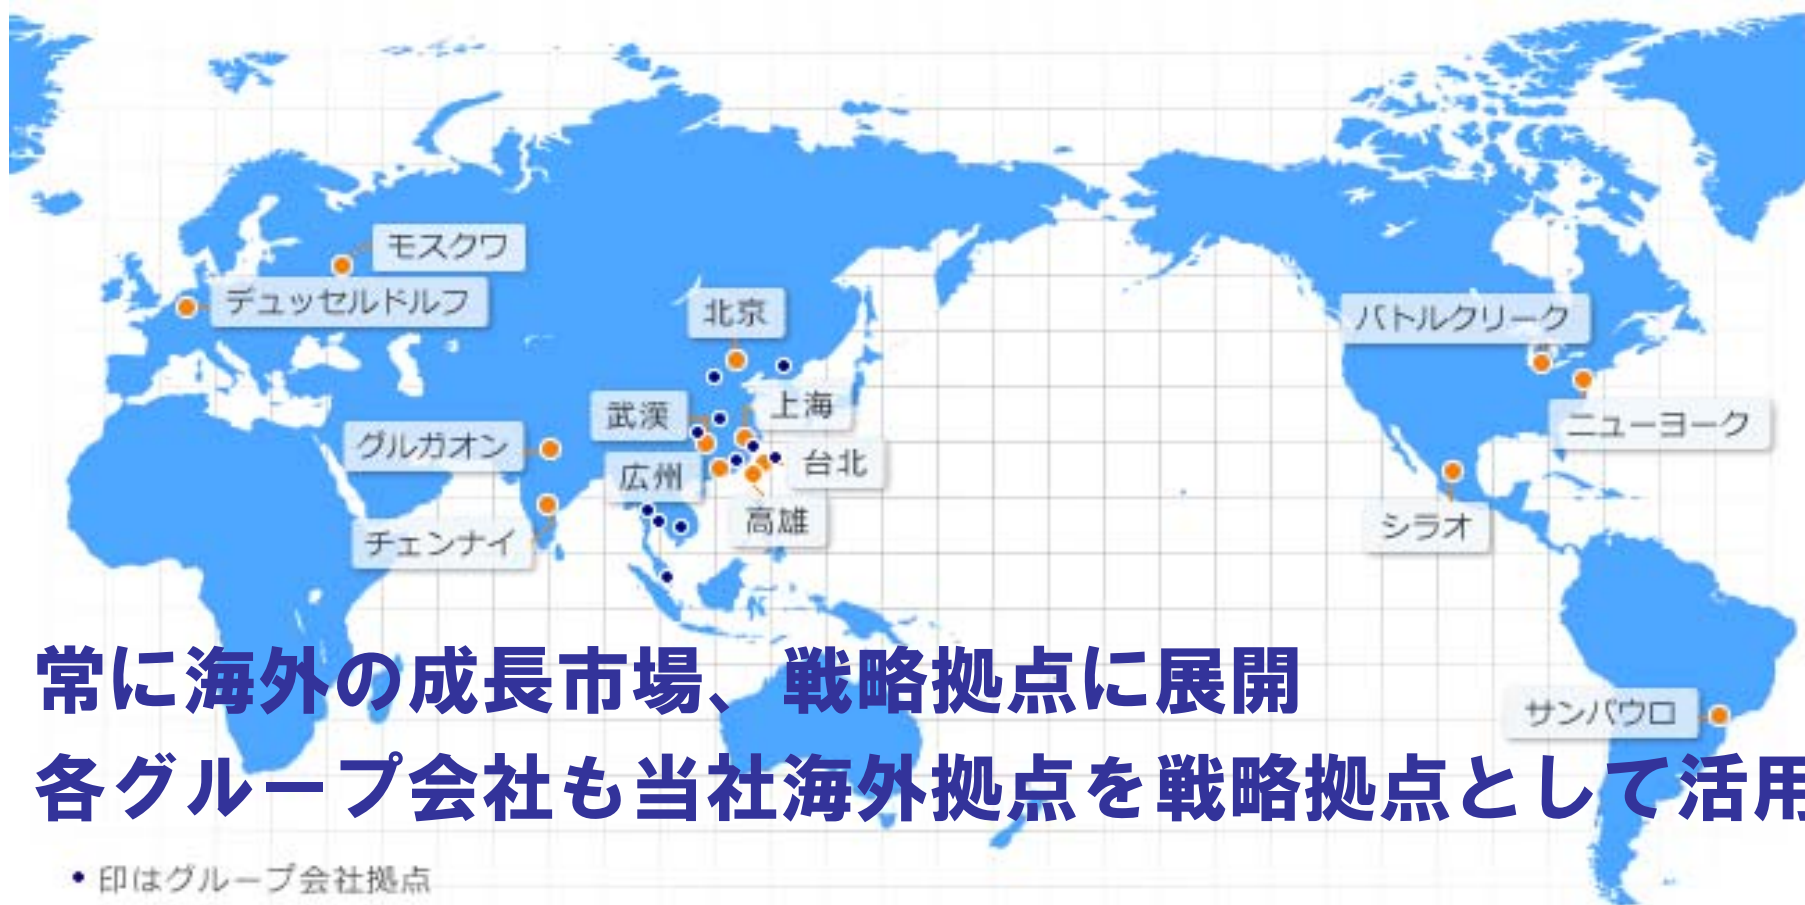 モスクワ
デュッセルドルフ
北京
バトルクリーク
武漢
上海
ニューヨーク
グルガオン
広州
台北
チェンナイ
高雄
シラオ
常に海外の成長市場、戦略拠点に展開
サンパウロ
各グループ会社も当社海外拠点を戦略拠点として活用
• 印はグループ会社拠点